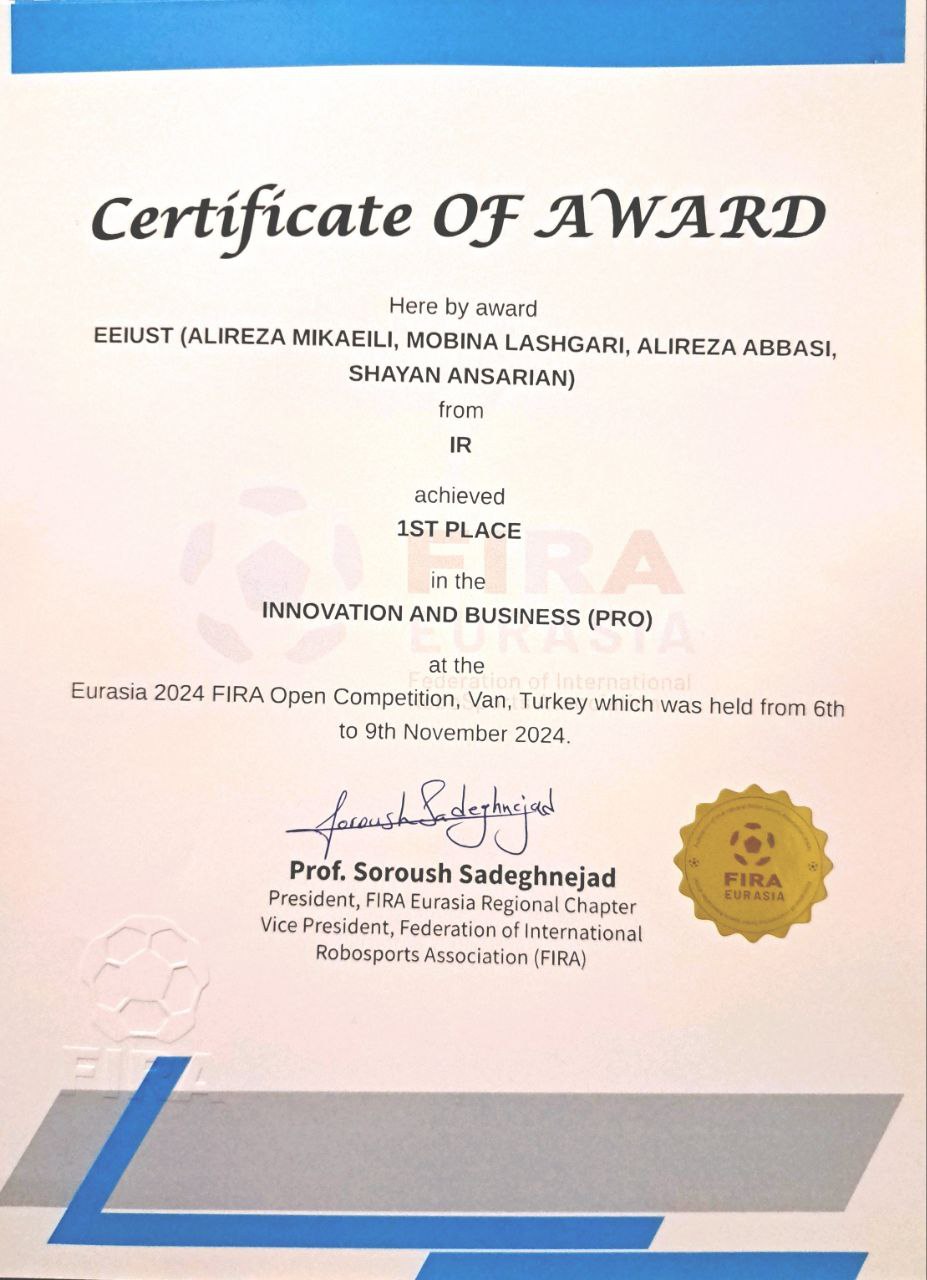 Certificate OF AWARD
Here by award
EEIUST (ALIREZA MIKAEILI, MOBINA LASHGARI, ALIREZA ABBASI,
SHAYAN ANSARIAN)
from
IR
achieved
1ST PLACE
in the
INNOVATION AND BUSINESS (PRO)
at the
Eurasia 2024 FIRA Open Competition, Van, Turkey which was held from 6th
to 9th November 2024.
FIRA
EURASIA
Federation of International
Soroush Sadeghnejad
Prof. Soroush Sadeghnejad
President, FIRA Eurasia Regional Chapter
Vice President, Federation of International
Robosports Association (FIRA)
FIRA
EURASIA
FIRA